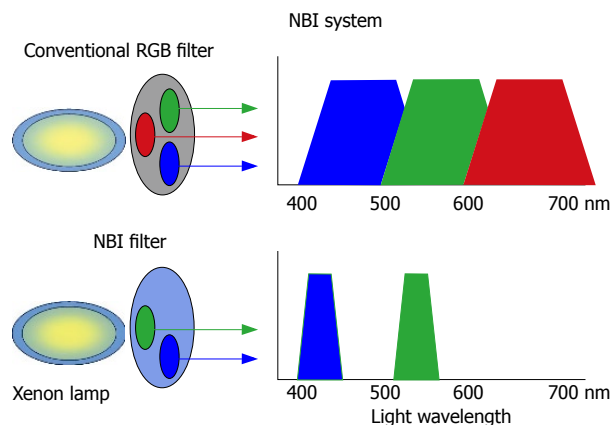 NBI system
Conventional RGB filter
400 500 600 700 nm
NBI filter
Xenon lamp
400 500 600 700 nm
Light wavelength